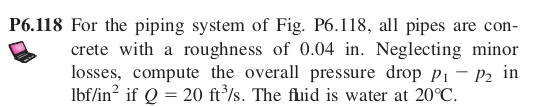 P6.118 For the piping system of Fig. P6.118, all pipes are con-
crete with a roughness of 0.04 in. Neglecting minor
losses, compute the overall pressure drop p₁ − p₂ in
lbf/in² if Q = 20 ft³/s. The fluid is water at 20°C.